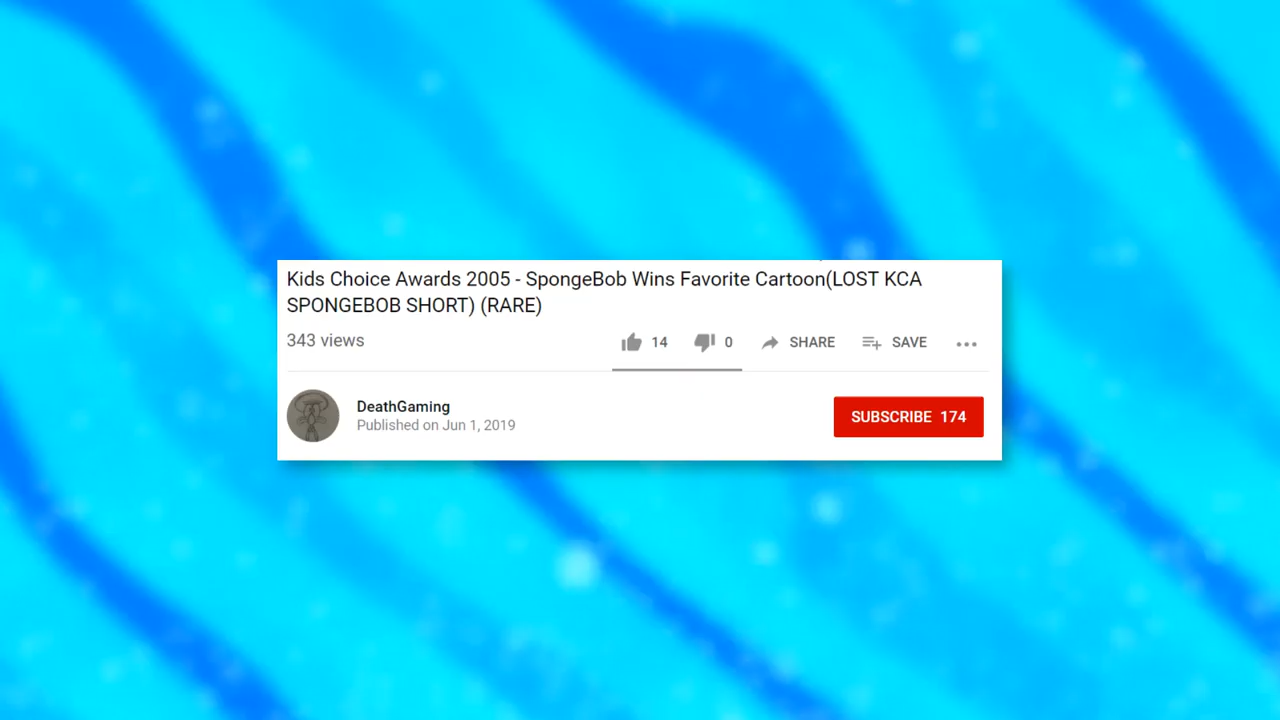 Kids Choice Awards 2005 - SpongeBob Wins Favorite Cartoon(LOST KCA
SPONGEBOB SHORT) (RARE)
343 views
14
0
SHARE
SAVE
DeathGaming
Published on Jun 1, 2019
SUBSCRIBE 174